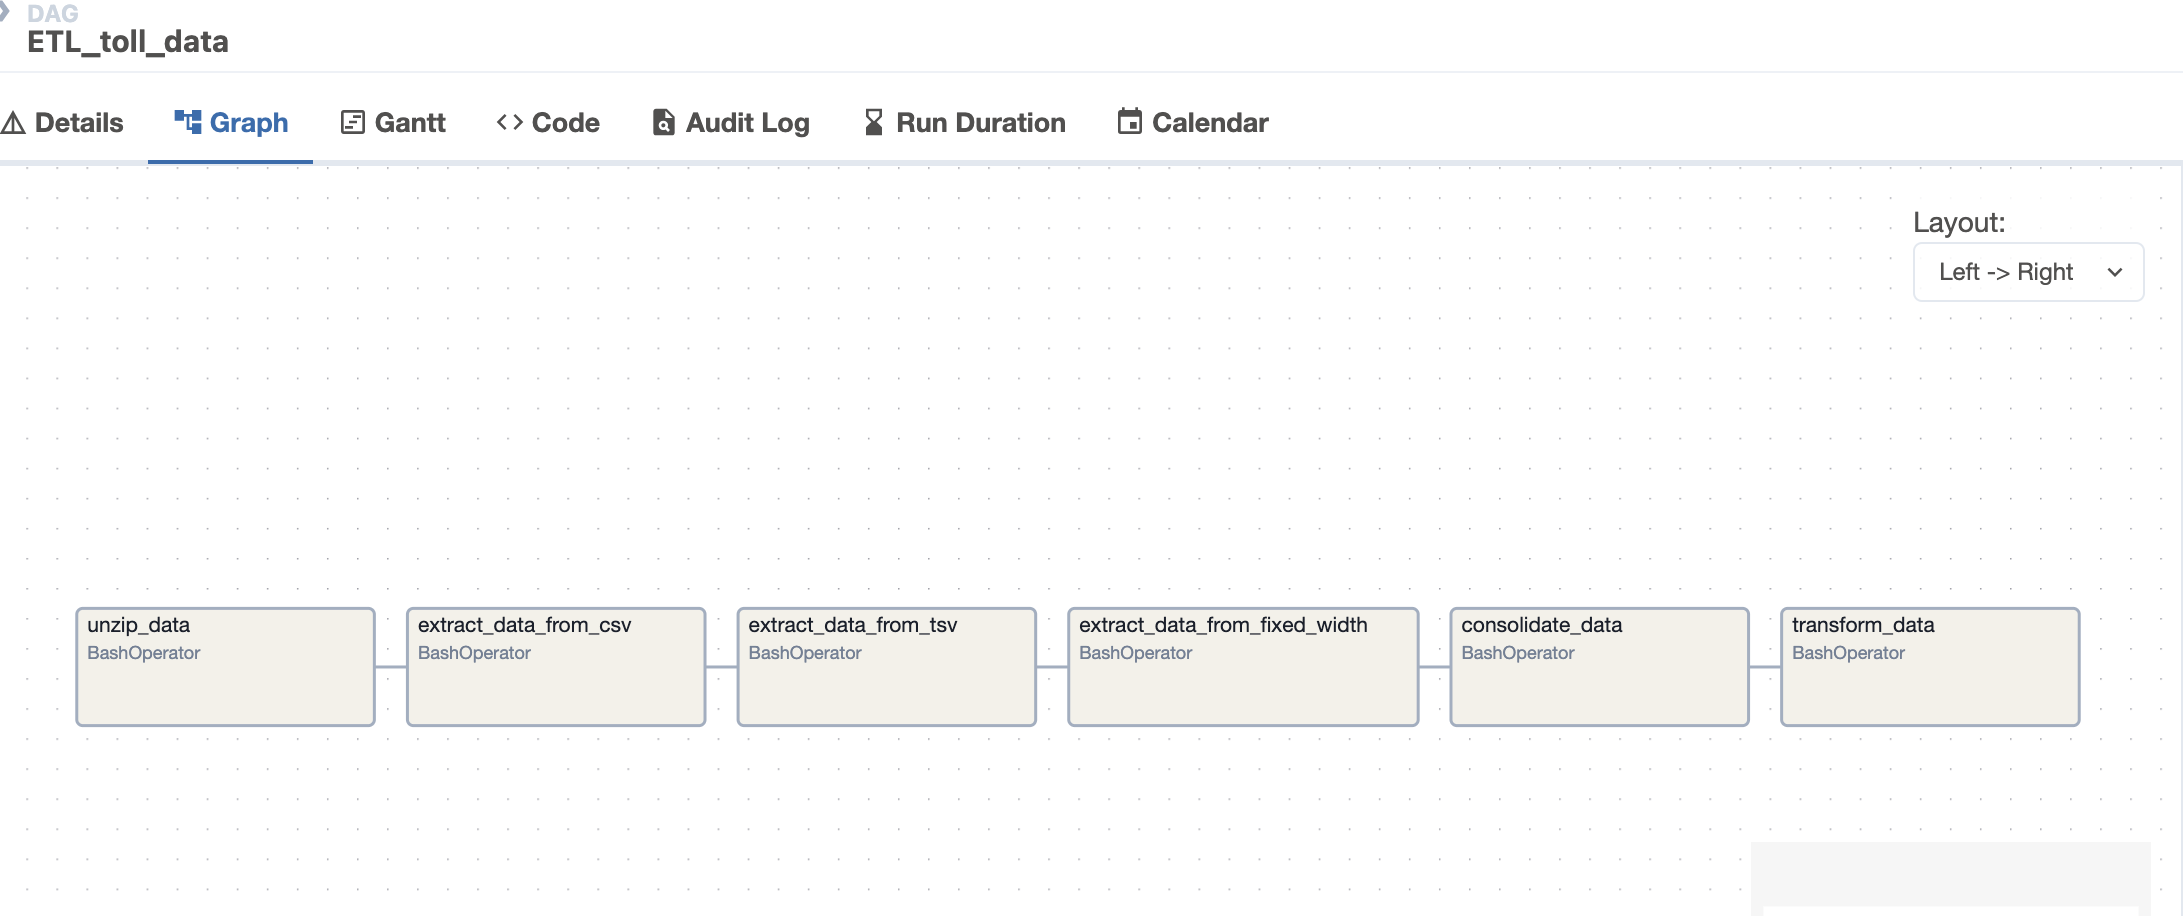 DAG
ETL_toll_data
Details Graph Gantt Code Audit Log Run Duration Calendar
Layout:
Left -> Right
unzip_data
BashOperator
extract_data_from_csv
BashOperator
extract_data_from_tsv
BashOperator
extract_data_from_fixed_width
BashOperator
consolidate_data
BashOperator
transform_data
BashOperator